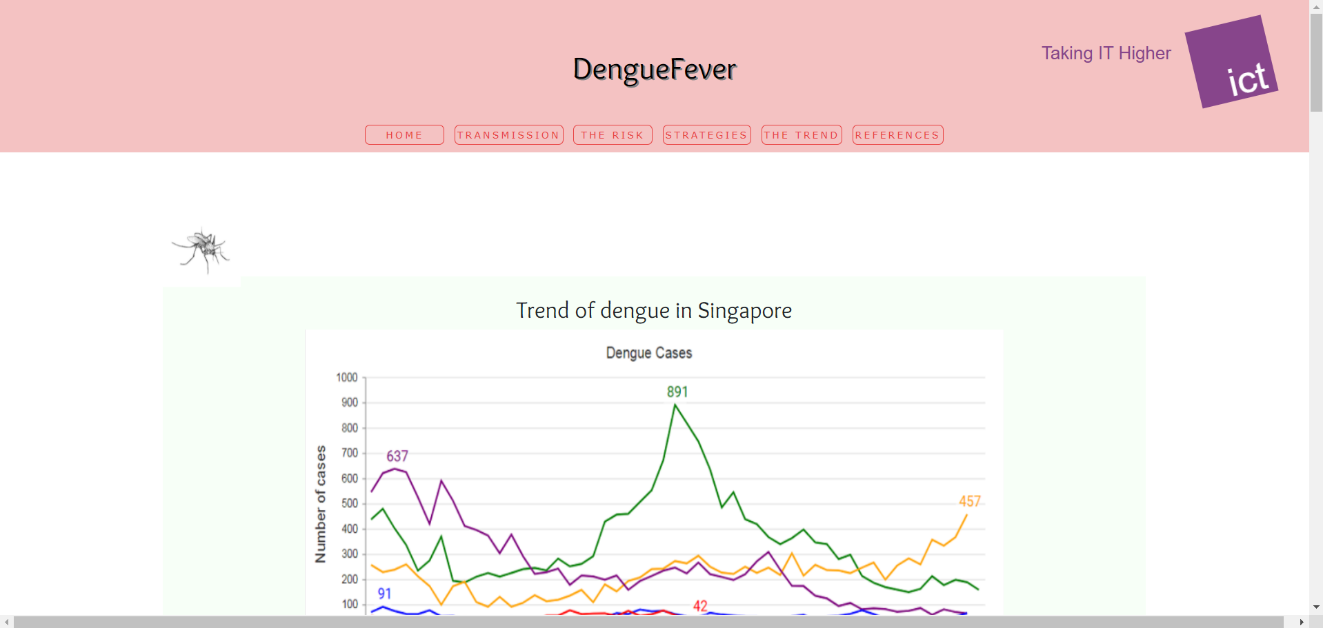 Taking IT Higher
ict
DengueFever
HOME TRANSMISSION THE RISK STRATEGIES THE TREND REFERENCES
Trend of dengue in Singapore
Dengue Cases
1000
891
900
800
700
637
600
500
457
400
300
200
100
91
42
Number of cases